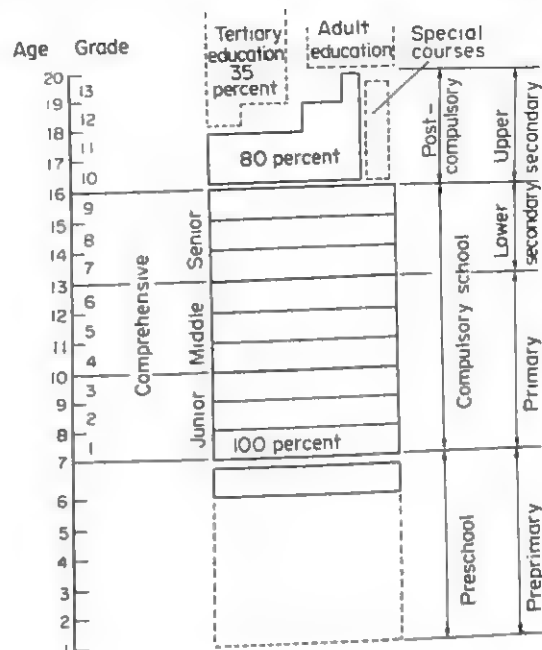 Age Grade
Tertiary
education
35
percent
Adult
education
Special
courses
20
19
18
17
16
15
14
13
12
11
10
9
8
7
6
5
4
3
2
1
13
12
11
10
9
8
7
6
5
4
3
2
1
Comprehensive
Senior
Middle
Junior
80 percent
100 percent
Post-
compulsory
Compulsory school
Preschool
Upper
secondary
Lower
secondary
Primary
Preprimary